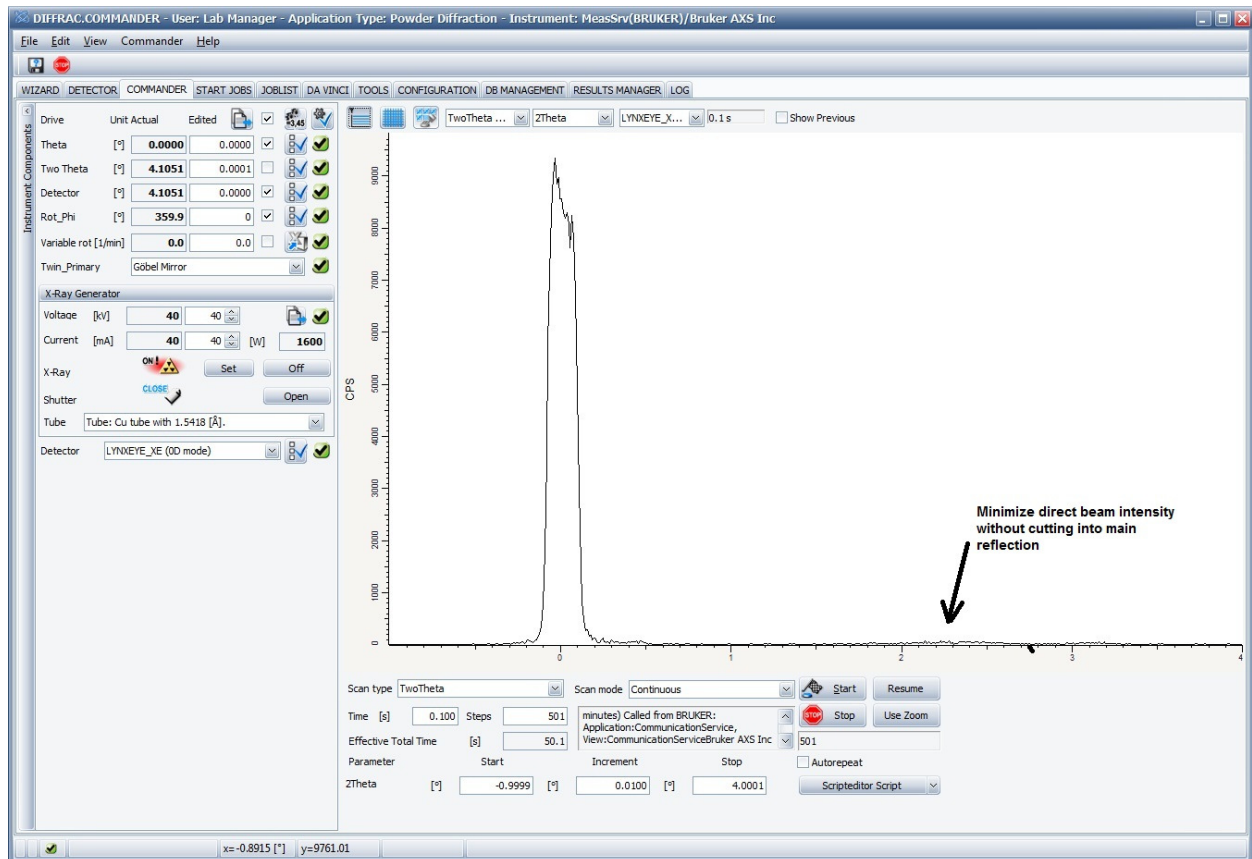 DIFFRAC.COMMANDER - User: Lab Manager - Application Type: Powder Diffraction - Instrument: MeasSrv(BRUKER)/Bruker AXS Inc
File Edit View Commander Help
STOP
WIZARD DETECTOR COMMANDER START JOBS JOBLIST DA VINCI TOOLS CONFIGURATION DB MANAGEMENT RESULTS MANAGER LOG
Instrument Components
Drive Unit Actual Edited
3,45
Theta [°] 0.0000 0.0000
Two Theta [°] 4.1051 0.0001
Detector [°] 4.1051 0.0000
Rot_Phi [°] 359.9 0
Variable rot [1/min] 0.0 0.0
Twin_Primary Göbel Mirror
X-Ray Generator
Voltage [kV] 40 40
Current [mA] 40 40 [W] 1600
X-Ray ON! Set Off
Shutter CLOSE Open
Tube Tube: Cu tube with 1.5418 [Å].
Detector LYNXEYE_XE (0D mode)
TwoTheta ... 2Theta LYNXEYE_X... 0.1 s Show Previous
CPS
9000
8000
7000
6000
5000
4000
3000
2000
1000
0
0 1 2 3 4
Minimize direct beam intensity
without cutting into main
reflection
Scan type TwoTheta Scan mode Continuous Start Resume
Time [s] 0.100 Steps 501 minutes) Called from BRUKER:
Application:CommunicationService,
View:CommunicationServiceBruker AXS Inc
STOP Stop Use Zoom
Effective Total Time [s] 50.1 501
Parameter Start Increment Stop Autorepeat
2Theta [°] -0.9999 [°] 0.0100 [°] 4.0001 Scripteditor Script
x=-0.8915 [°] y=9761.01